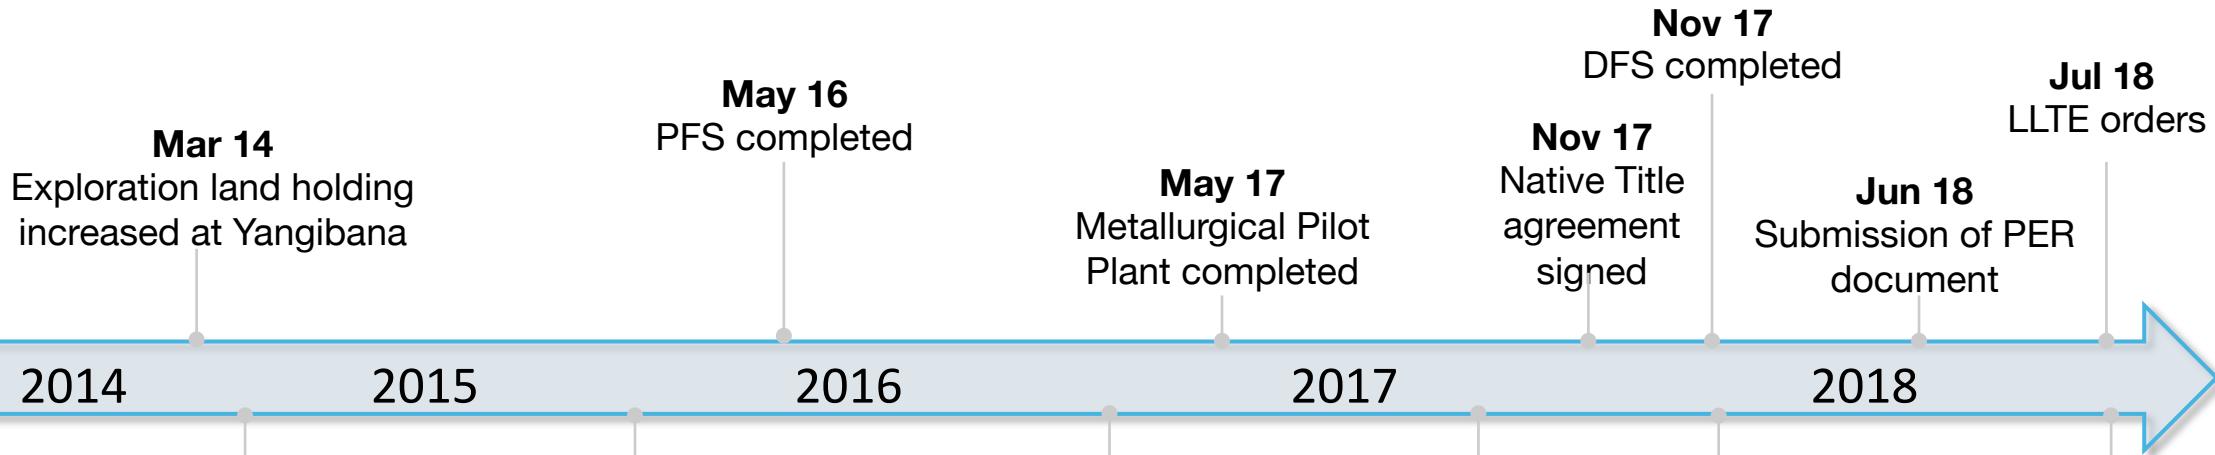 Mar 14
Exploration land holding
increased at Yangibana
May 16
PFS completed
May 17
Metallurgical Pilot
Plant completed
Nov 17
Native Title
agreement
signed
Nov 17
DFS completed
Jun 18
Submission of PER
document
Jul 18
LLTE orders
2014
2015
2016
2017
2018